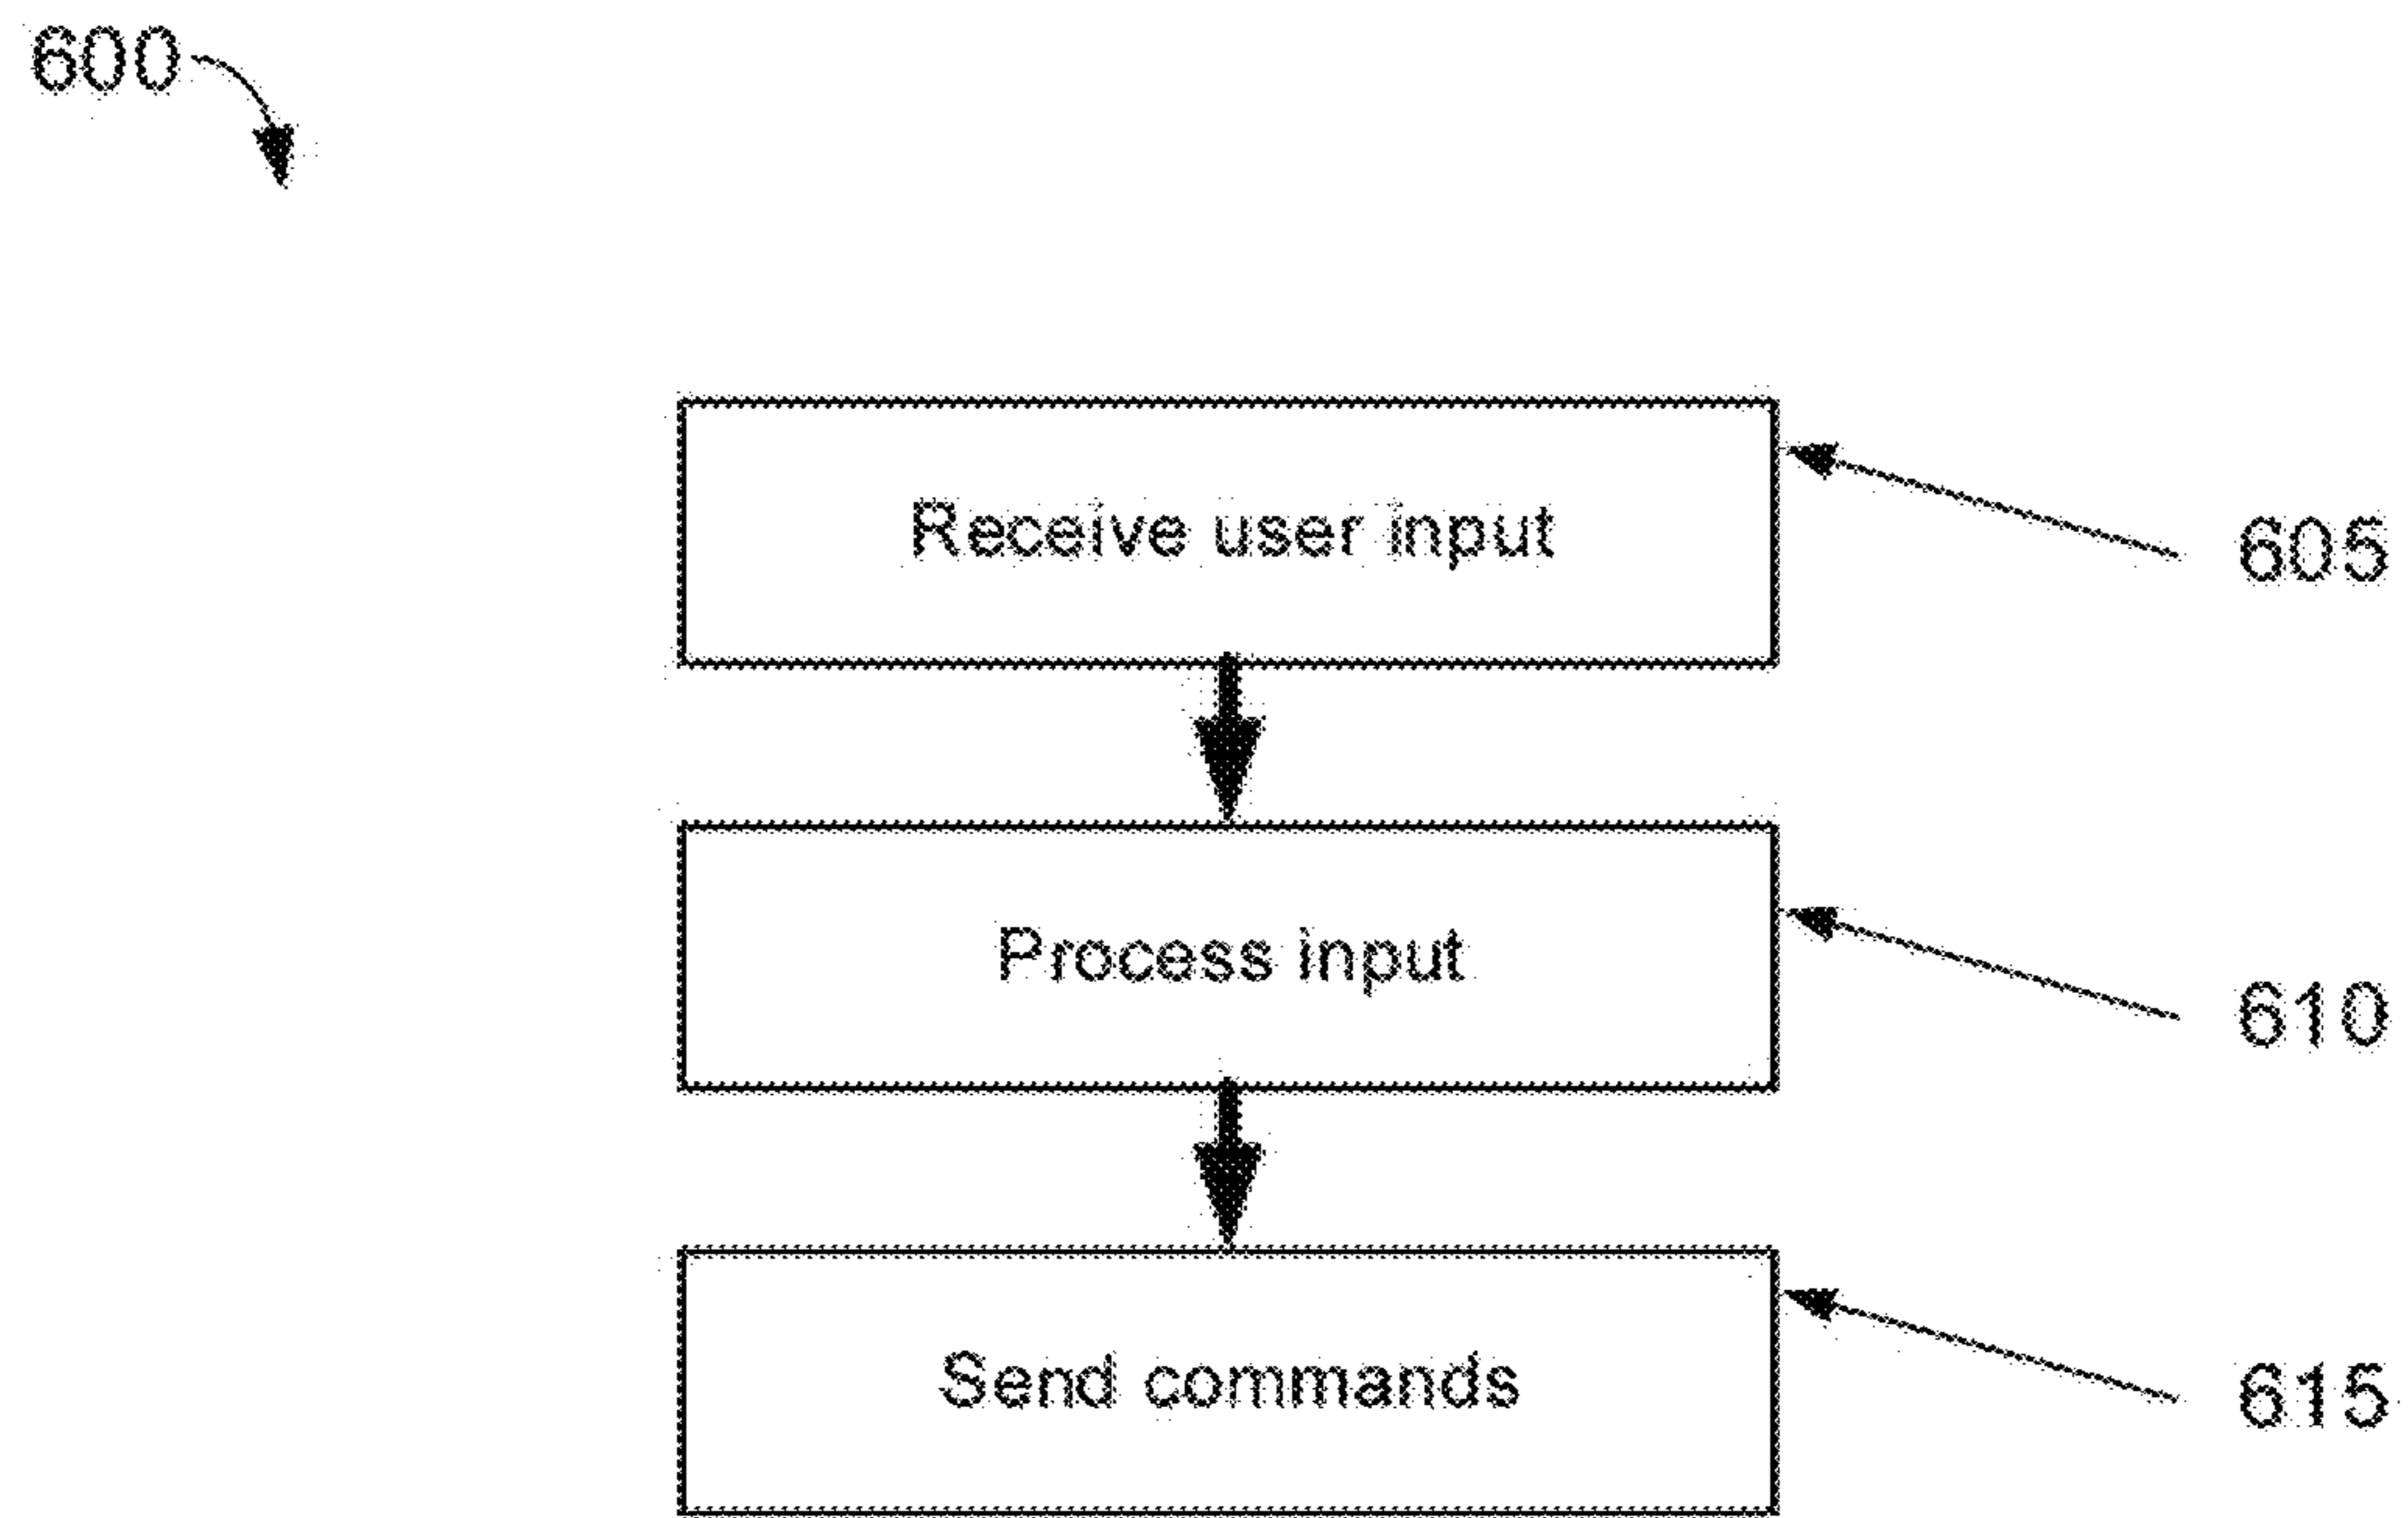 600
Receive user input
605
Process input
610
Send commands
615